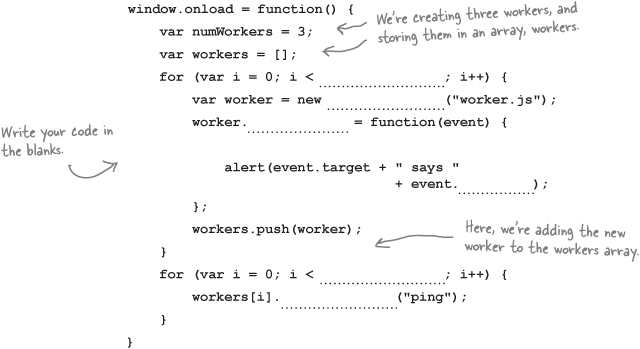 window.onload = function() {
var numWorkers = 3;
We're creating three workers, and
storing them in an array, workers.
var workers = [];
for (var i = 0; i < ; i++) {
var worker = new ("worker.js");
worker. = function(event) {
Write your code in
the blanks.
alert(event.target + " says "
+ event. );
};
workers.push(worker);
Here, we're adding the new
worker to the workers array.
}
for (var i = 0; i < ; i++) {
workers[i]. ("ping");
}
}